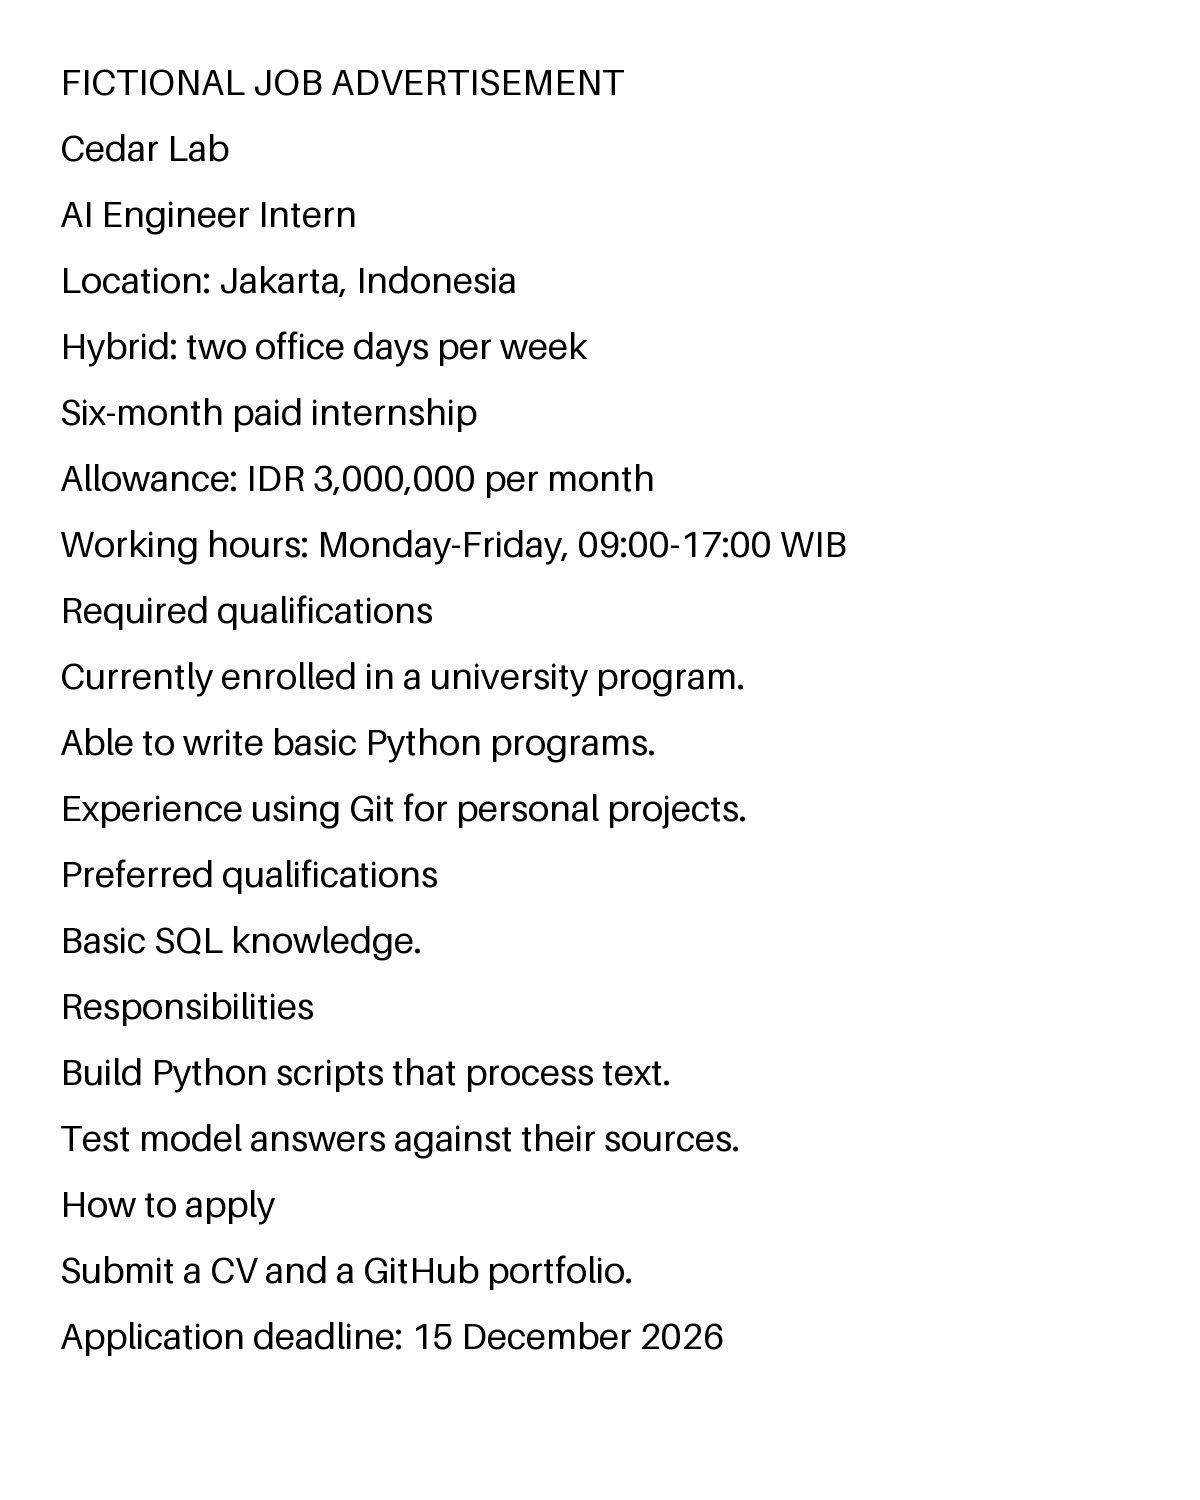 FICTIONAL JOB ADVERTISEMENT
Cedar Lab
AI Engineer Intern
Location: Jakarta, Indonesia
Hybrid: two office days per week
Six-month paid internship
Allowance: IDR 3,000,000 per month
Working hours: Monday-Friday, 09:00-17:00 WIB
Required qualifications
Currently enrolled in a university program.
Able to write basic Python programs.
Experience using Git for personal projects.
Preferred qualifications
Basic SQL knowledge.
Responsibilities
Build Python scripts that process text.
Test model answers against their sources.
How to apply
Submit a CV and a GitHub portfolio.
Application deadline: 15 December 2026